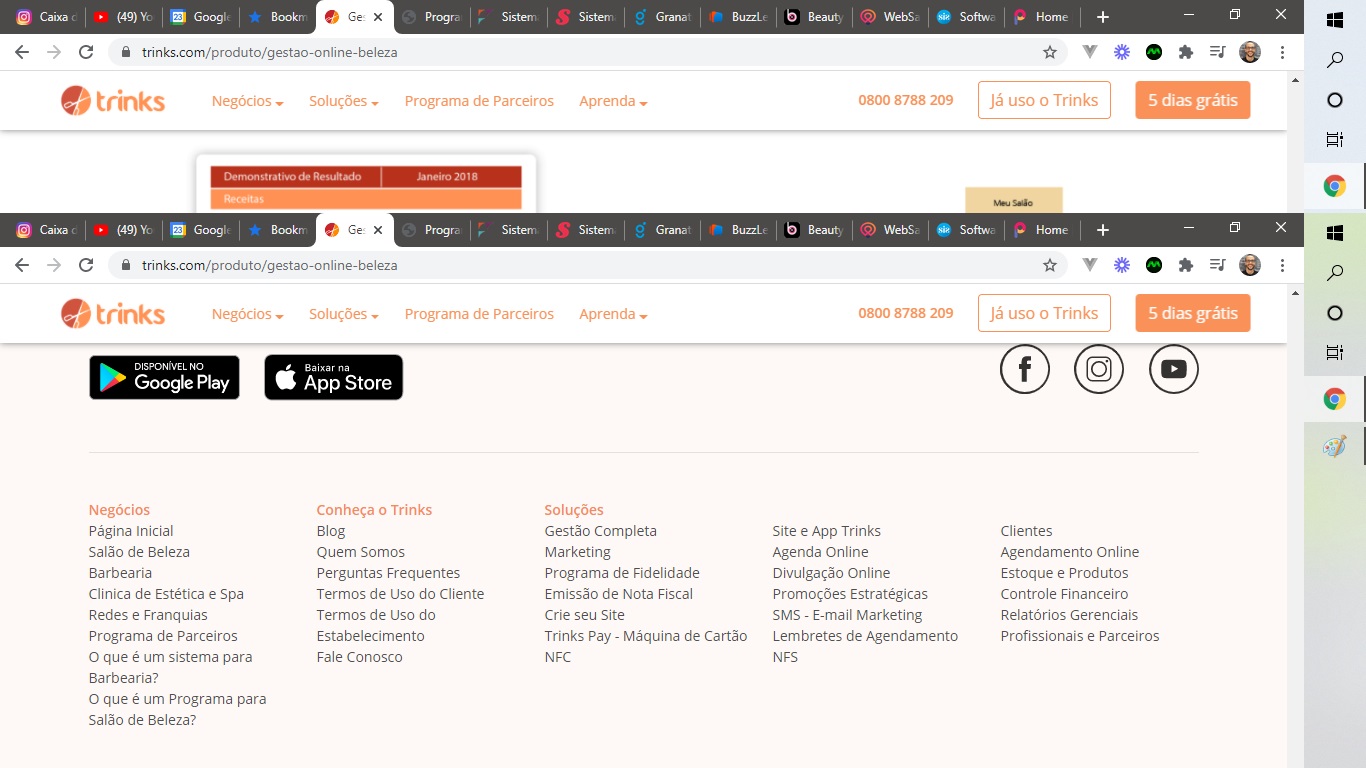 Caixa d (49) Yo Google Bookm Ges Progra Sistema Sistema Granat BuzzLe Beauty WebSa Softwa Home
trinks.com/produto/gestao-online-beleza
trinks Negócios Soluções Programa de Parceiros Aprenda 0800 8788 209 Já uso o Trinks 5 dias grátis
Demonstrativo de Resultado Janeiro 2018
Receitas
Meu Salão
Caixa d (49) Yo Google Bookm Ges Progra Sistema Sistema Granat BuzzLe Beauty WebSa Softwa Home
trinks.com/produto/gestao-online-beleza
trinks Negócios Soluções Programa de Parceiros Aprenda 0800 8788 209 Já uso o Trinks 5 dias grátis
DISPONÍVEL NO
Google Play
Baixar na
App Store
Negócios
Página Inicial
Salão de Beleza
Barbearia
Clinica de Estética e Spa
Redes e Franquias
Programa de Parceiros
O que é um sistema para
Barbearia?
O que é um Programa para
Salão de Beleza?
Conheça o Trinks
Blog
Quem Somos
Perguntas Frequentes
Termos de Uso do Cliente
Termos de Uso do
Estabelecimento
Fale Conosco
Soluções
Gestão Completa
Marketing
Programa de Fidelidade
Emissão de Nota Fiscal
Crie seu Site
Trinks Pay - Máquina de Cartão
NFC
Site e App Trinks
Agenda Online
Divulgação Online
Promoções Estratégicas
SMS - E-mail Marketing
Lembretes de Agendamento
NFS
Clientes
Agendamento Online
Estoque e Produtos
Controle Financeiro
Relatórios Gerenciais
Profissionais e Parceiros